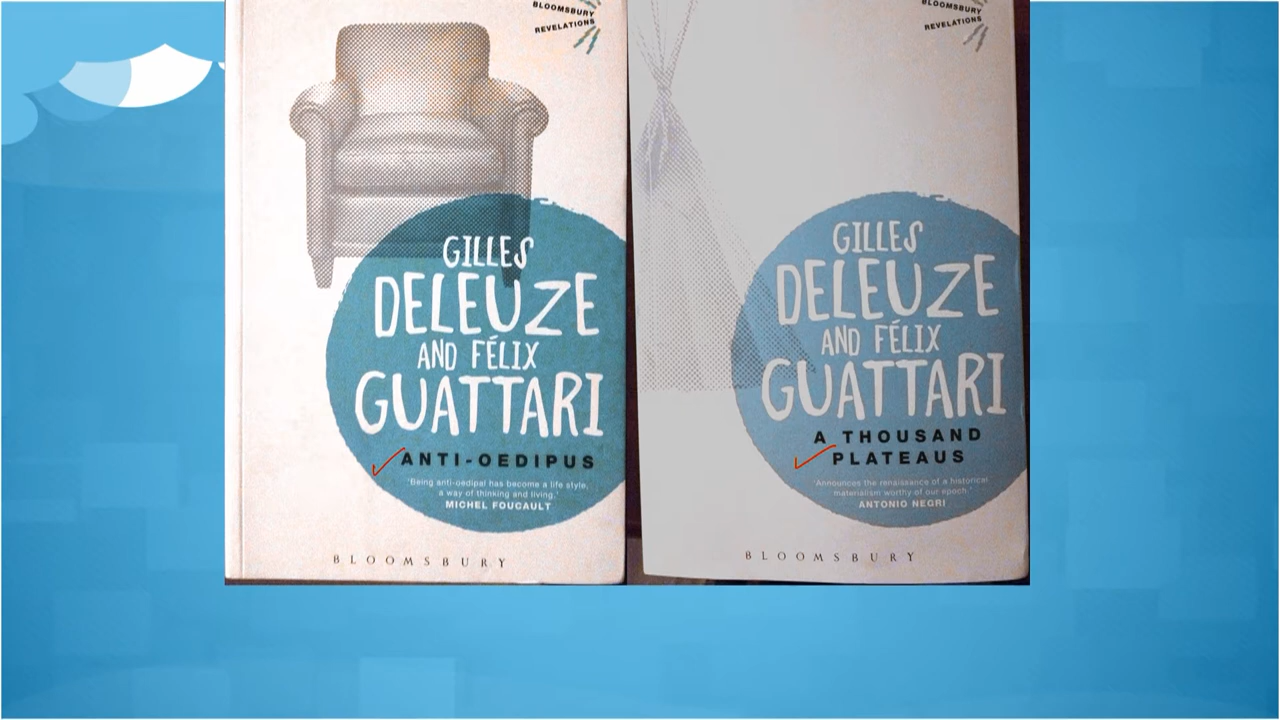 BLOOMSBURY
REVELATIONS
GILLES
DELEUZE
AND FÉLIX
GUATTARI
ANTI-OEDIPUS
'Being anti-oedipal has become a life style,
a way of thinking and living.'
MICHEL FOUCAULT
BLOOMSBURY
BLOOMSBURY
REVELATIONS
GILLES
DELEUZE
AND FÉLIX
GUATTARI
A THOUSAND
PLATEAUS
'Announces the renaissance of a historical
materialism worthy of our epoch.'
ANTONIO NEGRI
BLOOMSBURY